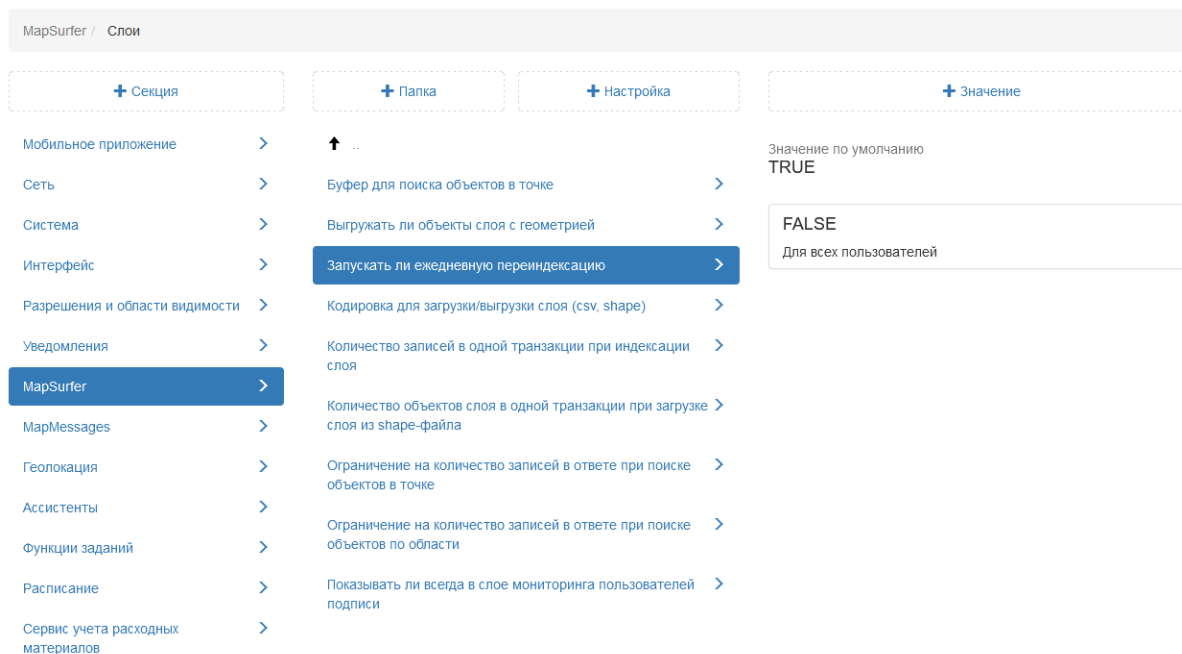 MapSurfer / Слои
Секция
Папка
Настройка
Значение
Мобильное приложение
Сеть
Система
Интерфейс
Разрешения и области видимости
Уведомления
MapSurfer
MapMessages
Геолокация
Ассистенты
Функции заданий
Расписание
Сервис учета расходных
материалов
..
Буфер для поиска объектов в точке
Выгружать ли объекты слоя с геометрией
Запускать ли ежедневную переиндексацию
Кодировка для загрузки/выгрузки слоя (csv, shape)
Количество записей в одной транзакции при индексации
слоя
Количество объектов слоя в одной транзакции при загрузке
слоя из shape-файла
Ограничение на количество записей в ответе при поиске
объектов в точке
Ограничение на количество записей в ответе при поиске
объектов по области
Показывать ли всегда в слое мониторинга пользователей
подписи
Значение по умолчанию
TRUE
FALSE
Для всех пользователей